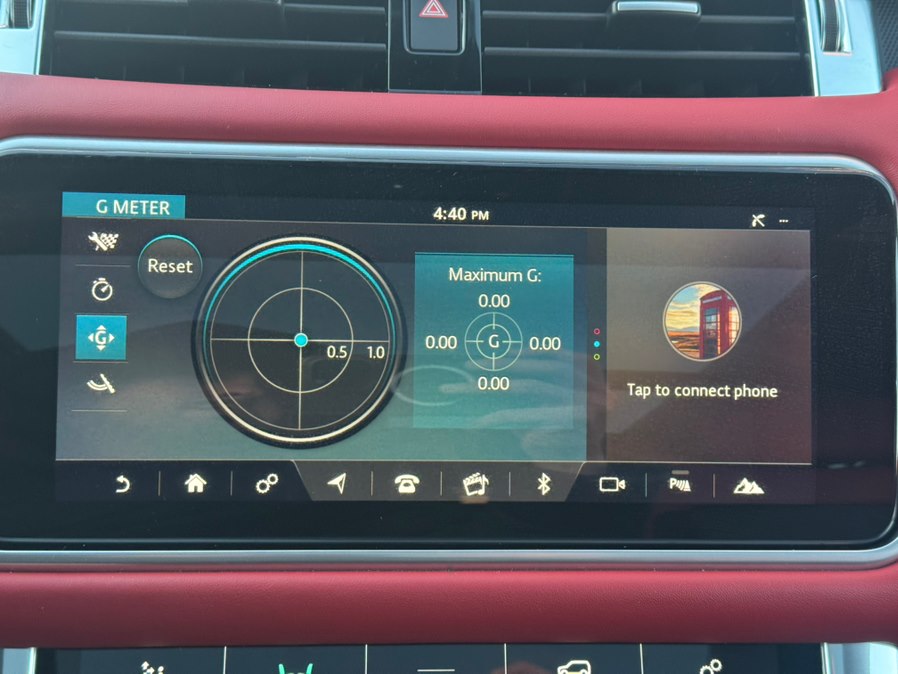 G METER
4:40 PM
Reset
0.5 1.0
Maximum G:
0.00
0.00 G 0.00
0.00
G
Tap to connect phone
P